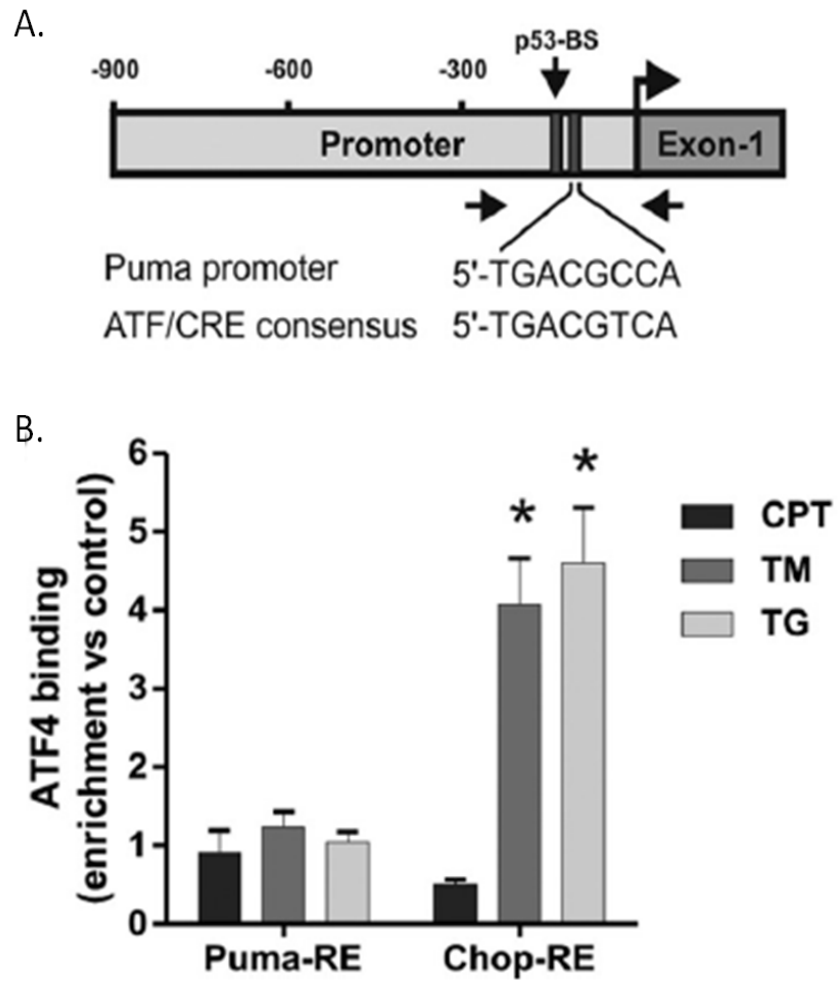 A.
p53-BS
-900 -600 -300
Promoter Exon-1
Puma promoter 5'-TGACGCCA
ATF/CRE consensus 5'-TGACGTCA
B.
ATF4 binding
(enrichment vs control)
6
5
4
3
2
1
0
* *
CPT
TM
TG
Puma-RE Chop-RE